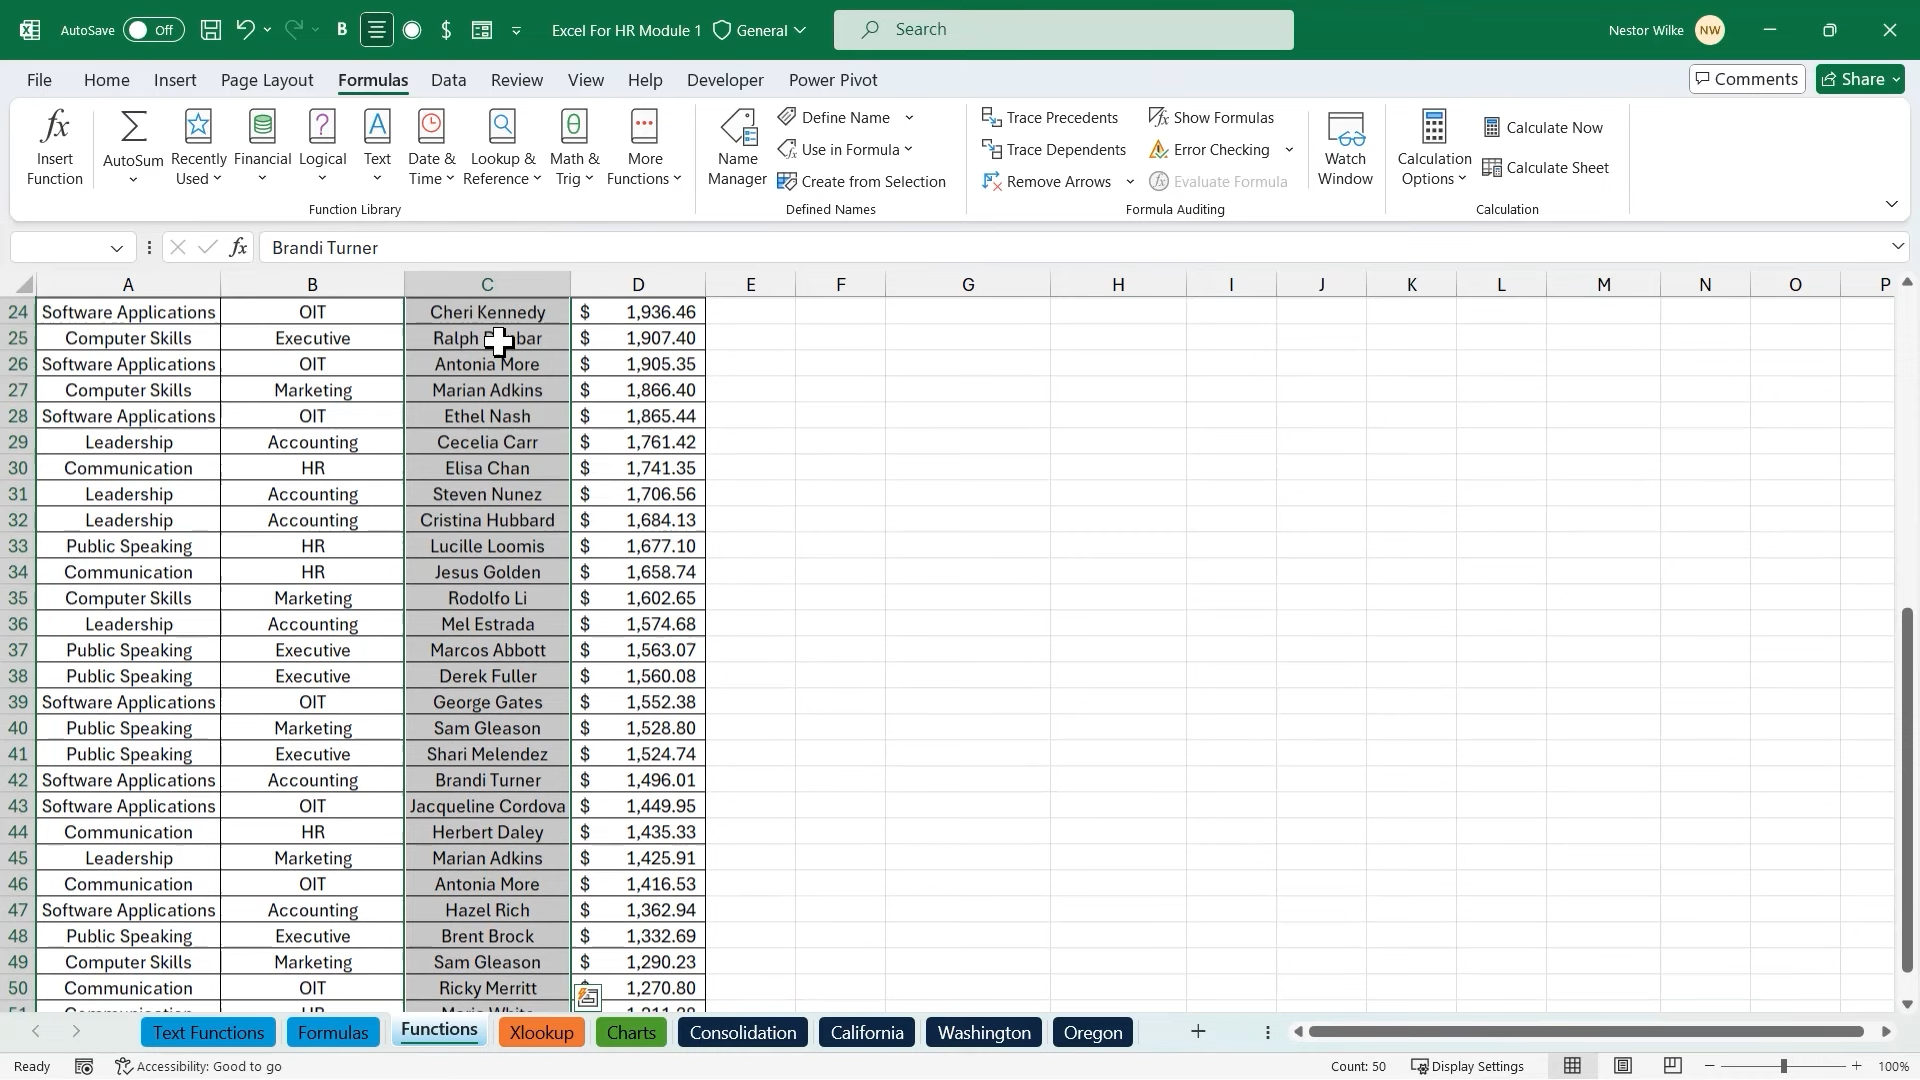 AutoSave Off B $ Excel For HR Module 1 General Search Nestor Wilke NW
File Home Insert Page Layout Formulas Data Review View Help Developer Power Pivot Comments Share
Insert Function
AutoSum
Recently Used
Financial
Logical
Text
Date & Time
Lookup & Reference
Math & Trig
More Functions
Function Library
Name Manager
Define Name
Use in Formula
Create from Selection
Defined Names
Trace Precedents
Trace Dependents
Remove Arrows
Show Formulas
Error Checking
Evaluate Formula
Formula Auditing
Watch Window
Calculation Options
Calculate Now
Calculate Sheet
Calculation
fx Brandi Turner
A B C D E F G H I J K L M N O P
24 Software Applications OIT Cheri Kennedy $ 1,936.46
25 Computer Skills Executive Ralph $ 1,907.40
26 Software Applications OIT Antonia More $ 1,905.35
27 Computer Skills Marketing Marian Adkins $ 1,866.40
28 Software Applications OIT Ethel Nash $ 1,865.44
29 Leadership Accounting Cecelia Carr $ 1,761.42
30 Communication HR Elisa Chan $ 1,741.35
31 Leadership Accounting Steven Nunez $ 1,706.56
32 Leadership Accounting Cristina Hubbard $ 1,684.13
33 Public Speaking HR Lucille Loomis $ 1,677.10
34 Communication HR Jesus Golden $ 1,658.74
35 Computer Skills Marketing Rodolfo Li $ 1,602.65
36 Leadership Accounting Mel Estrada $ 1,574.68
37 Public Speaking Executive Marcos Abbott $ 1,563.07
38 Public Speaking Executive Derek Fuller $ 1,560.08
39 Software Applications OIT George Gates $ 1,552.38
40 Public Speaking Marketing Sam Gleason $ 1,528.80
41 Public Speaking Executive Shari Melendez $ 1,524.74
42 Software Applications Accounting Brandi Turner $ 1,496.01
43 Software Applications OIT Jacqueline Cordova $ 1,449.95
44 Communication HR Herbert Daley $ 1,435.33
45 Leadership Marketing Marian Adkins $ 1,425.91
46 Communication OIT Antonia More $ 1,416.53
47 Software Applications Accounting Hazel Rich $ 1,362.94
48 Public Speaking Executive Brent Brock $ 1,332.69
49 Computer Skills Marketing Sam Gleason $ 1,290.23
50 Communication OIT Ricky Merritt 1,270.80
Text Functions Formulas Functions Xlookup Charts Consolidation California Washington Oregon
Ready Accessibility: Good to go Count: 50 Display Settings 100%